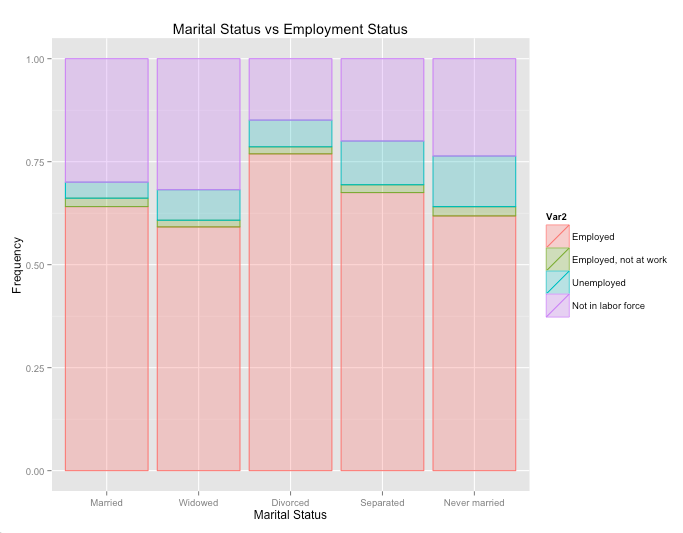 Marital Status vs Employment Status
1.00
0.75
0.50
0.25
0.00
Frequency
Married Widowed Divorced Separated Never married
Marital Status
Var2
Employed
Employed, not at work
Unemployed
Not in labor force